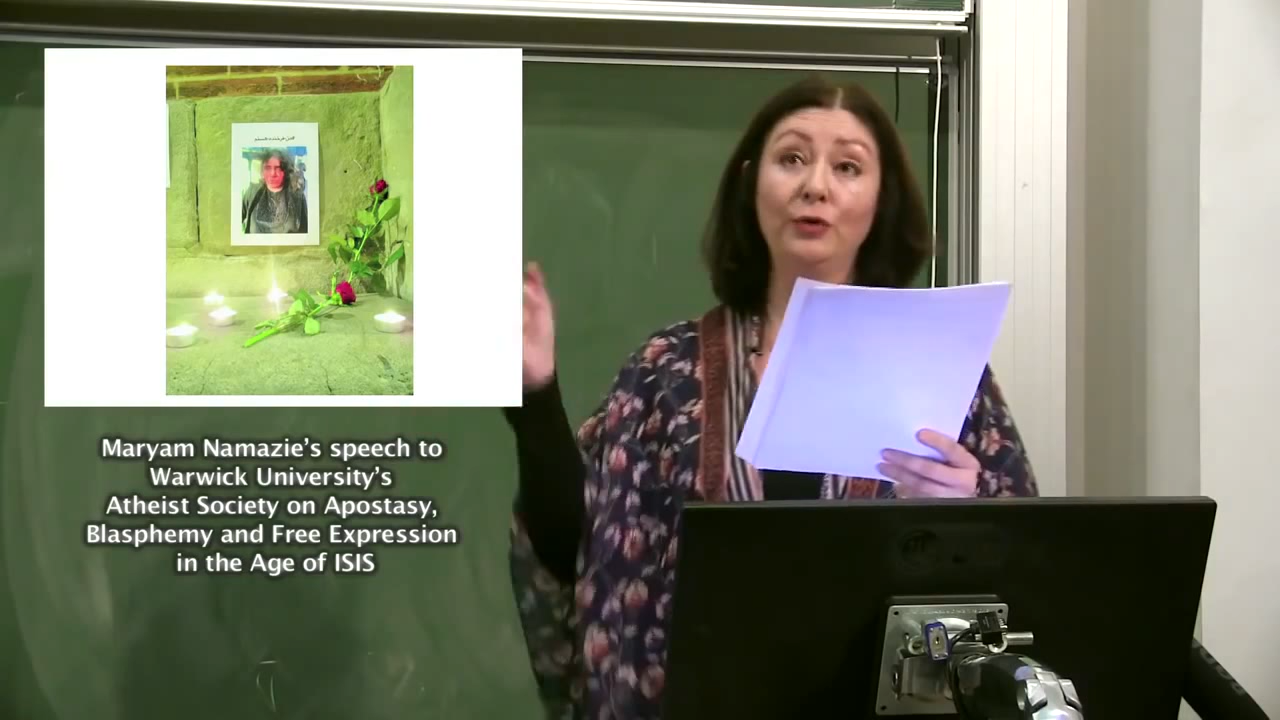 Maryam Namazie’s speech to
Warwick University’s
Atheist Society on Apostasy,
Blasphemy and Free Expression
in the Age of ISIS